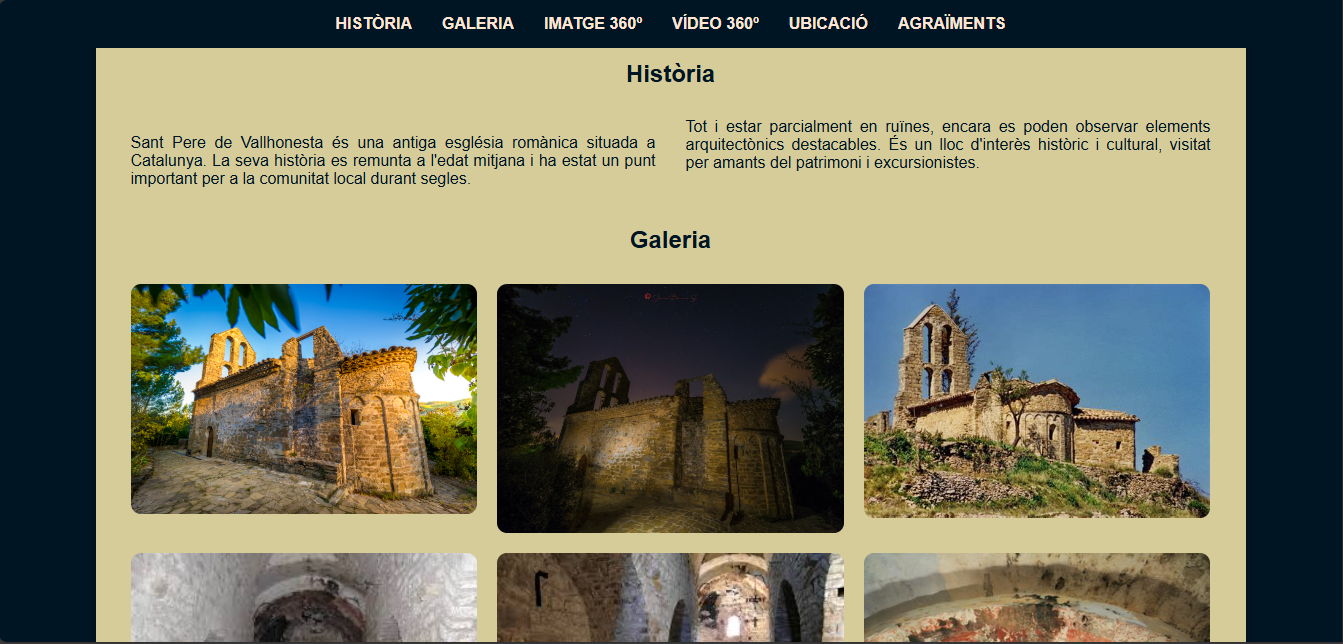 HISTÒRIA GALERIA IMATGE 360º VÍDEO 360º UBICACIÓ AGRAÏMENTS
Història
Sant Pere de Vallhonesta és una antiga església romànica situada a
Catalunya. La seva història es remunta a l'edat mitjana i ha estat un punt
important per a la comunitat local durant segles.
Tot i estar parcialment en ruïnes, encara es poden observar elements
arquitectònics destacables. És un lloc d'interès històric i cultural, visitat
per amants del patrimoni i excursionistes.
Galeria